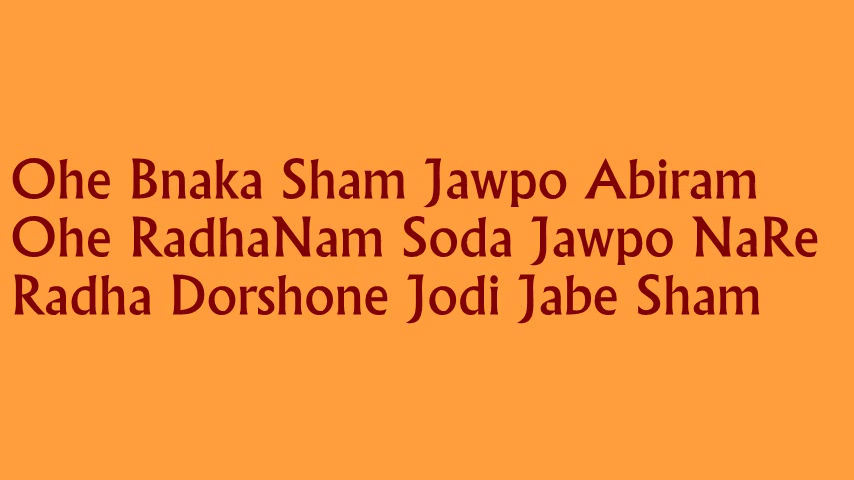 Ohe Bnaka Sham Jawpo Abiram
Ohe RadhaNam Soda Jawpo NaRe
Radha Dorshone Jodi Jabe Sham